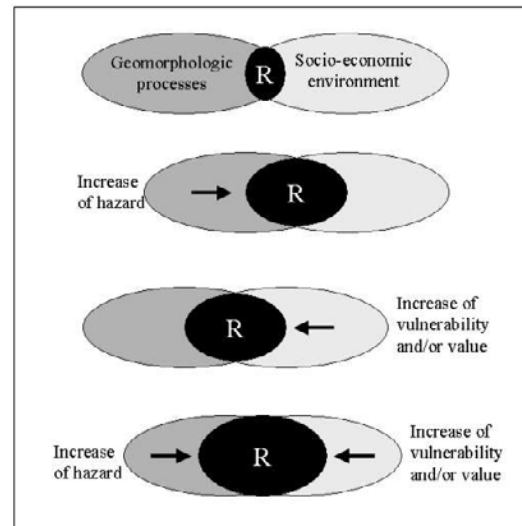 Geomorphologic
processes
R
Socio-economic
environment
Increase
of hazard
R
R
Increase of
vulnerability
and/or value
Increase
of hazard
R
Increase of
vulnerability
and/or value